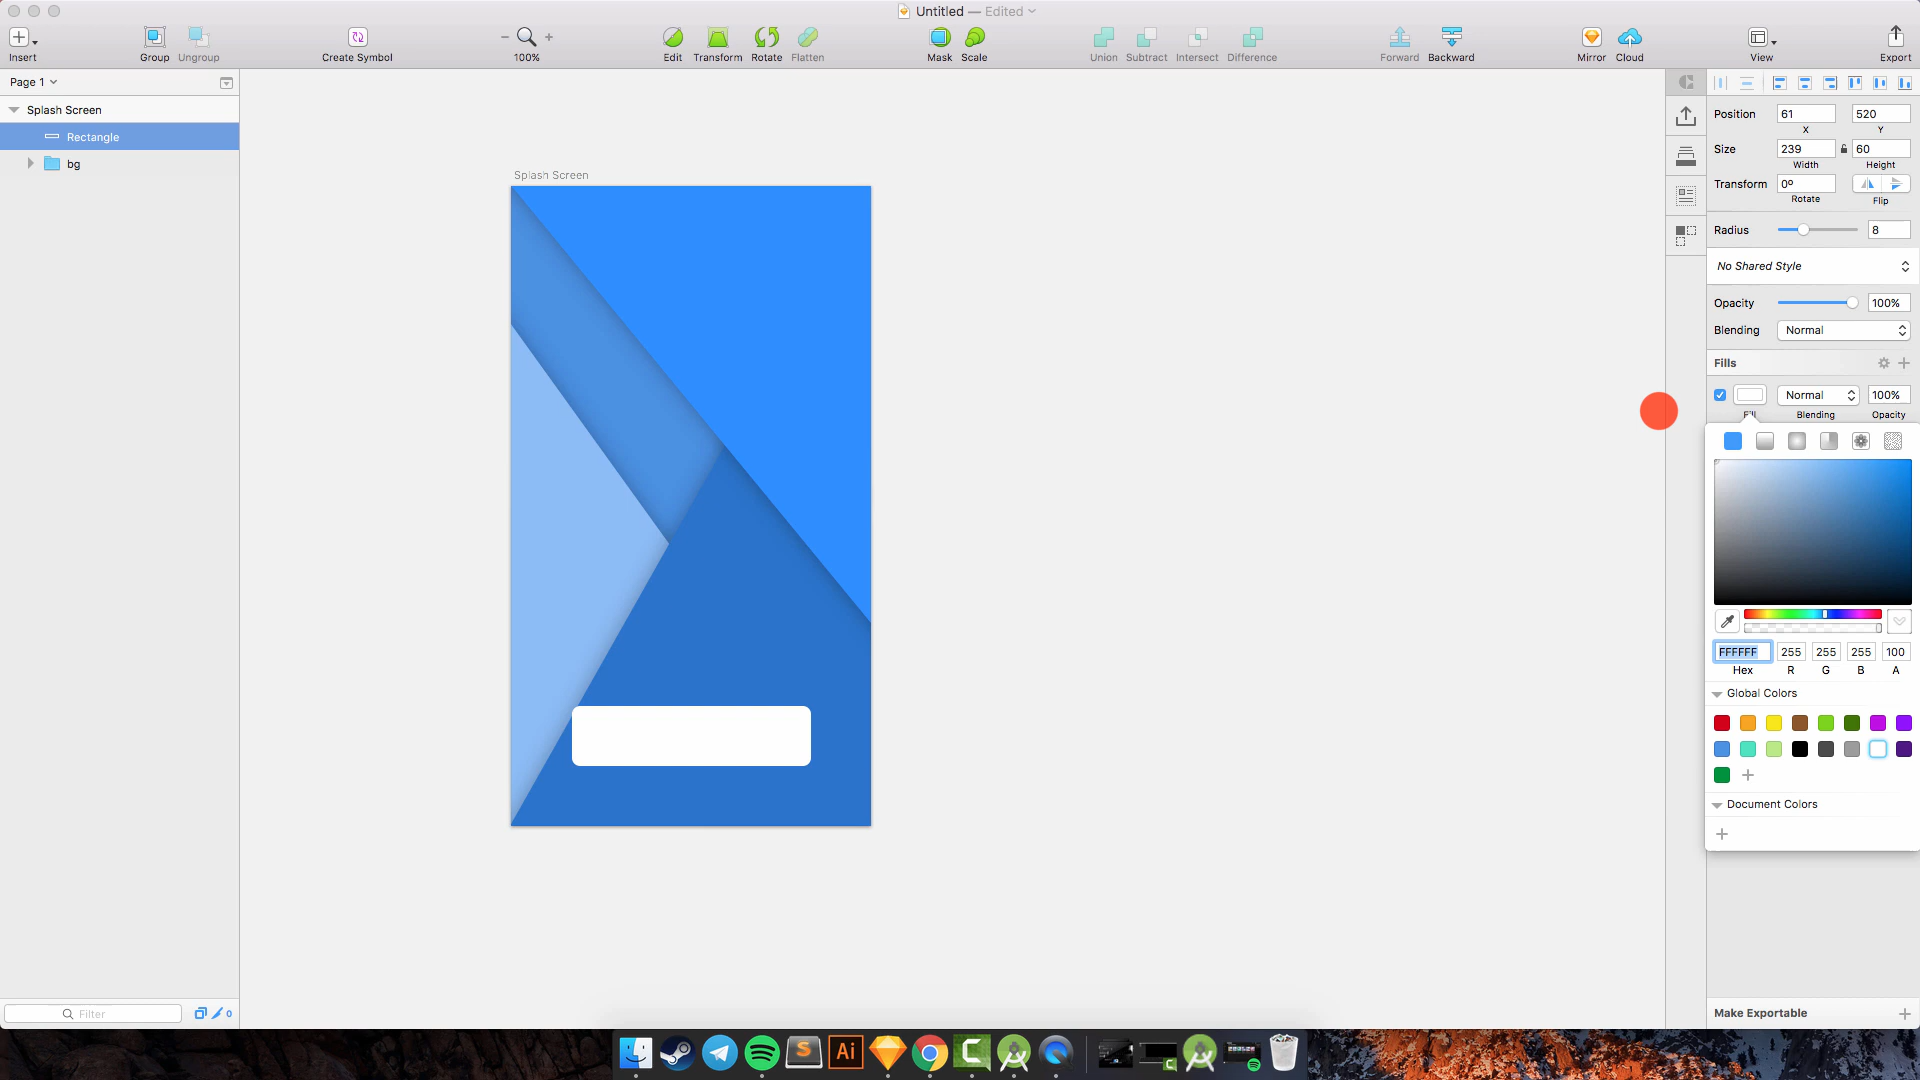 Untitled — Edited
Insert
Group
Ungroup
Create Symbol
100%
Edit
Transform
Rotate
Flatten
Mask
Scale
Union
Subtract
Intersect
Difference
Forward
Backward
Mirror
Cloud
View
Export
Page 1
Splash Screen
Rectangle
bg
Splash Screen
Position
61
520
X
Y
Size
239
60
Width
Height
Transform
0º
Rotate
Flip
Radius
8
No Shared Style
Opacity
100%
Blending
Normal
Fills
Normal
100%
Fill
Blending
Opacity
FFFFFF
255
255
255
100
Hex
R
G
B
A
Global Colors
Document Colors
Filter
0
Make Exportable
S
Ai
C